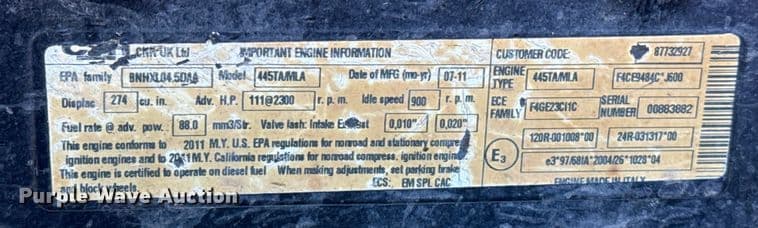 CNH UK Ltd IMPORTANT ENGINE INFORMATION
EPA family BNHXL04.5DAA Model 445TA/MLA Date of MFG (mo-yr) 07-11
Displac 274 cu. in. Adv. H.P. 111@2300 r. p. m. Idle speed 900 r. p. m.
Fuel rate @ adv. pow. 88.0 mm3/Str. Valve lash: Intake Exhaust 0,010" 0,020"
This engine conforms to 2011 M.Y. US. EPA regulations for nonroad and stationary compre.
ignition engines and to 2011 M.Y. California regulations for nonroad compress. ignition engines
This engine is certified to operate on diesel fuel When making adjustments, set parking brake
and block wheels. ECS: EM SPL CAC
CUSTOMER CODE: 87732927
ENGINE TYPE 445TA/MLA F4CE9484C*J600
ECE FAMILY F4GE23C11C SERIAL NUMBER 00883882
120R-001008*00 24R-031317*00
E3 e3*97/68IA*2004/26*1028*04
ENGINE MADE IN ITALY
Purple Wave Auction